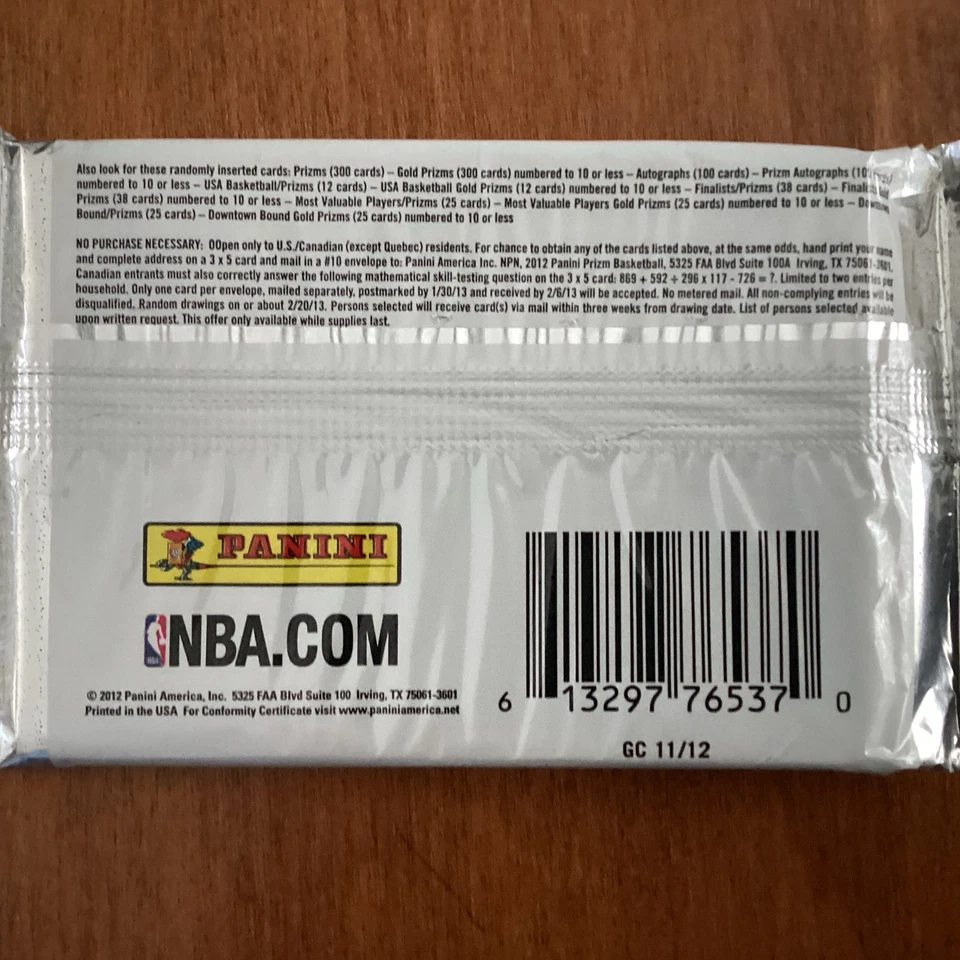 Also look for these randomly inserted cards: Prizms (300 cards) – Gold Prizms (300 cards) numbered to 10 or less – Autographs (100 cards) – Prizm Autographs
numbered to 10 or less – USA Basketball/Prizms (12 cards) – USA Basketball Gold Prizms (12 cards) numbered to 10 or less – Finalists/Prizms (38 cards) –
Prizms (38 cards) numbered to 10 or less – Most Valuable Players/Prizms (25 cards) – Most Valuable Players Gold Prizms (25 cards) numbered to 10 or less –
Bound/Prizms (25 cards) – Downtown Bound Gold Prizms (25 cards) numbered to 10 or less
NO PURCHASE NECESSARY: OOpen only to U.S./Canadian (except Quebec) residents. For chance to obtain any of the cards listed above, at the same odds, hand print your name
and complete address on a 3 x 5 card and mail in a #10 envelope to: Panini America Inc. NPN, 2012 Panini Prizm Basketball, 5325 FAA Blvd Suite 100A Irving, TX 75061-3601.
Canadian entrants must also correctly answer the following mathematical skill-testing question on the 3 x 5 card: 869 + 592 ÷ 296 x 117 - 726 = ?. Limited to two entries per
household. Only one card per envelope, mailed separately, postmarked by 1/30/13 and received by 2/6/13 will be accepted. No metered mail. All non-complying entries will be
disqualified. Random drawings on or about 2/20/13. Persons selected will receive card(s) via mail within three weeks from drawing date. List of persons selected available
upon written request. This offer only available while supplies last.
PANINI
NBA.COM
© 2012 Panini America, Inc. 5325 FAA Blvd Suite 100 Irving, TX 75061-3601
Printed in the USA For Conformity Certificate visit www.paniniamerica.net
6 13297 76537 0
GC 11/12